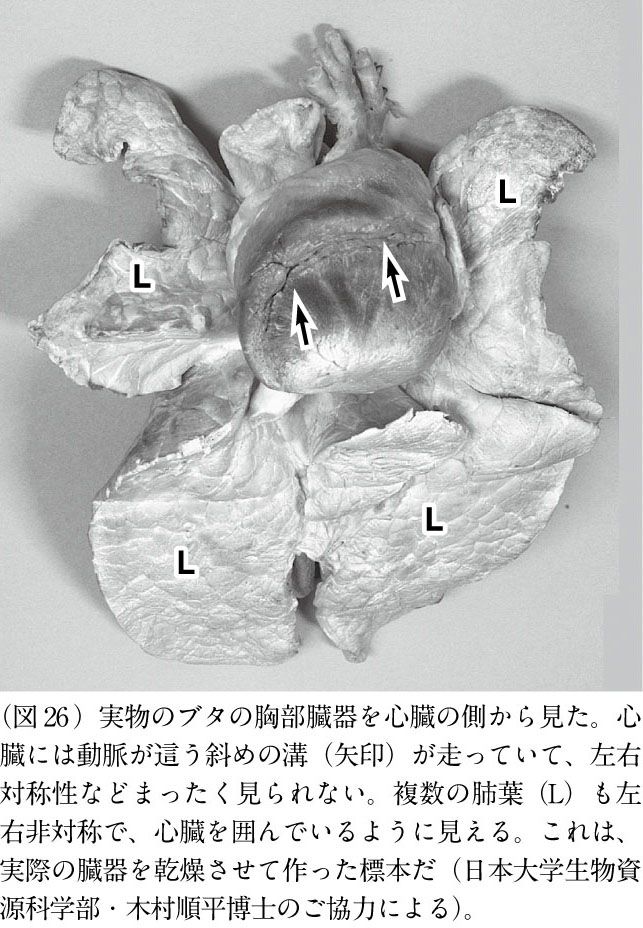 L
L
L
L
(図26)実物のブタの胸部臓器を心臓の側から見た。心
臓には動脈が這う斜めの溝(矢印)が走っていて、左右
対称性などまったく見られない。複数の肺葉(L)も左
右非対称で、心臓を囲んでいるように見える。これは、
実際の臓器を乾燥させて作った標本だ(日本大学生物資
源科学部・木村順平博士のご協力による)。